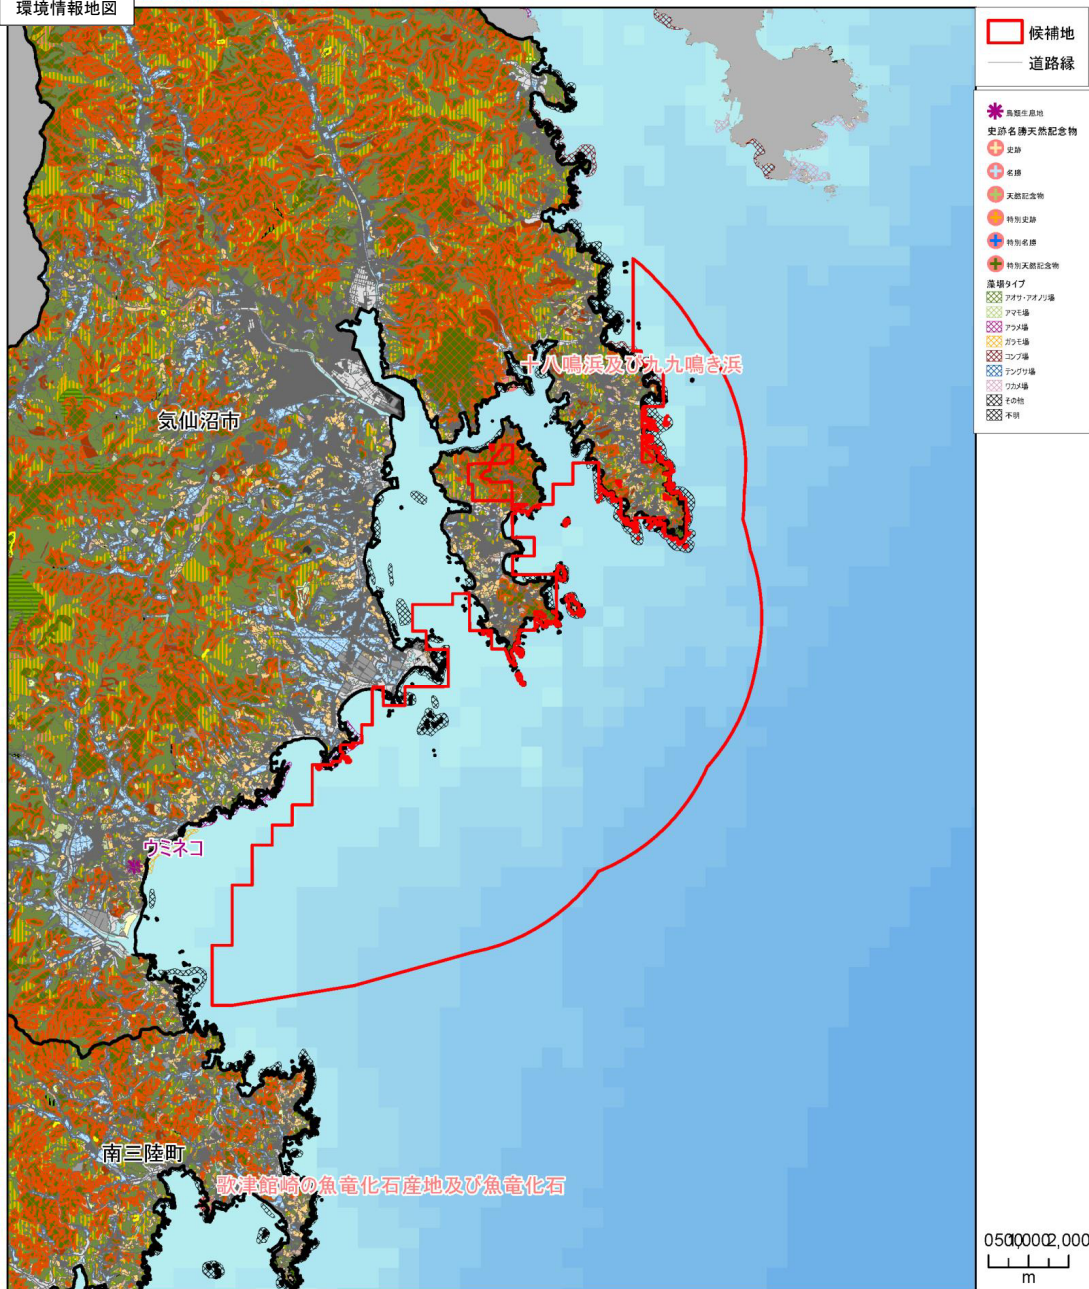 環境情報地図
候補地
道路縁
鳥類生息地
史跡名勝天然記念物
史跡
名勝
天然記念物
特別史跡
特別名勝
特別天然記念物
藻場タイプ
アオサ・アオノリ場
アマモ場
アラメ場
ガラモ場
コンブ場
テングサ場
ワカメ場
その他
不明
十八鳴浜及び九九鳴き浜
気仙沼市
ウミネコ
南三陸町
歌津館崎の魚竜化石産地及び魚竜化石
0 500 1,000 2,000
m